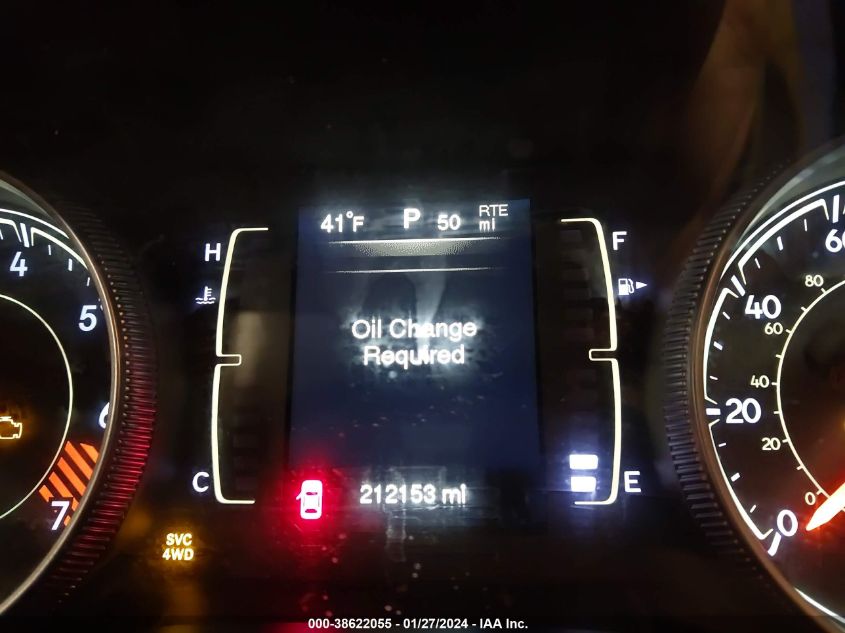 41°F P 50 RTE mi
H
F
4
5
6
7
Oil Change
Required
C
E
212153 mi
SVC
4WD
60
40
20
0
80
60
40
20
0
000-38622055 - 01/27/2024 - IAA Inc.